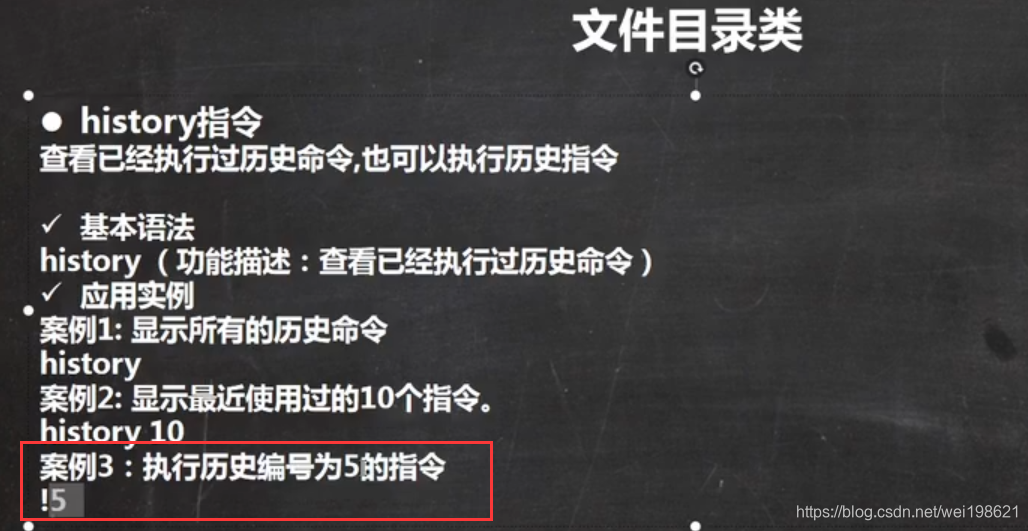 文件目录类
● history指令
查看已经执行过历史命令,也可以执行历史指令
✓ 基本语法
history（功能描述：查看已经执行过历史命令）
✓ 应用实例
案例1: 显示所有的历史命令
history
案例2: 显示最近使用过的10个指令。
history 10
案例3：执行历史编号为5的指令
!5
https://blog.csdn.net/wei198621